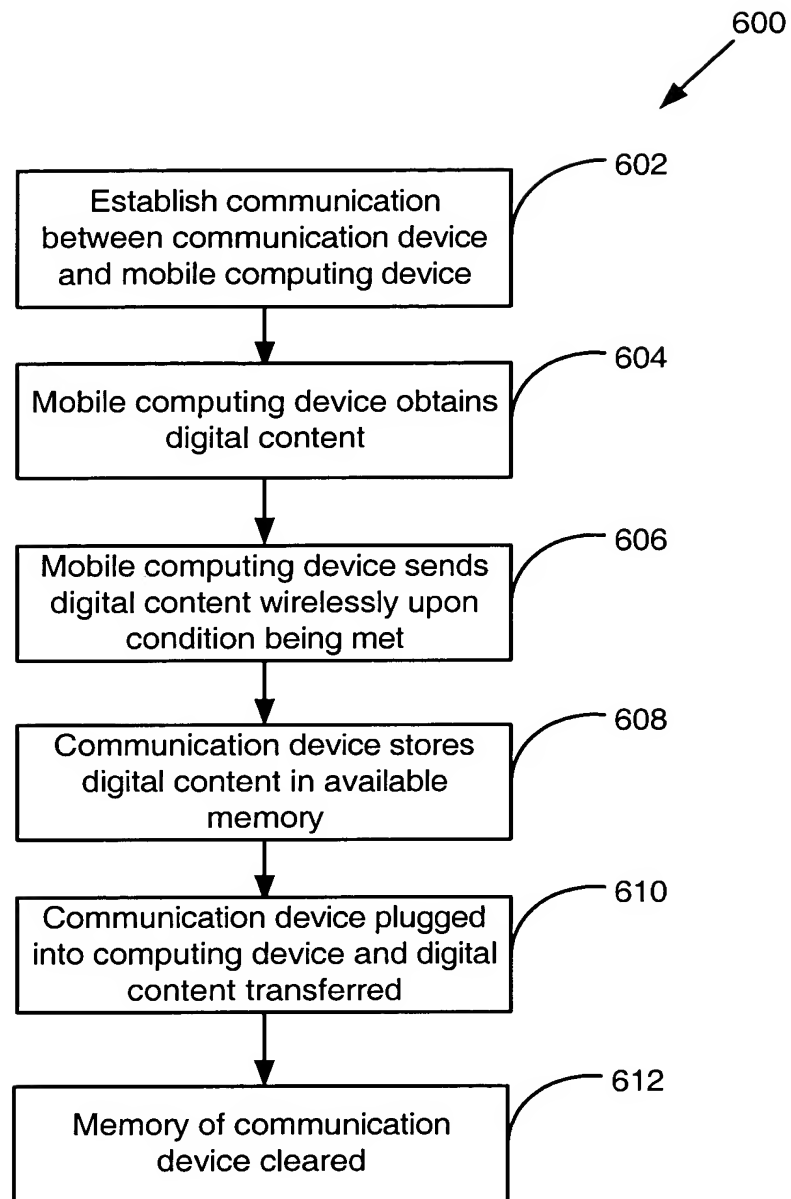 600
602
Establish communication
between communication device
and mobile computing device
604
Mobile computing device obtains
digital content
606
Mobile computing device sends
digital content wirelessly upon
condition being met
608
Communication device stores
digital content in available
memory
610
Communication device plugged
into computing device and digital
content transferred
612
Memory of communication
device cleared